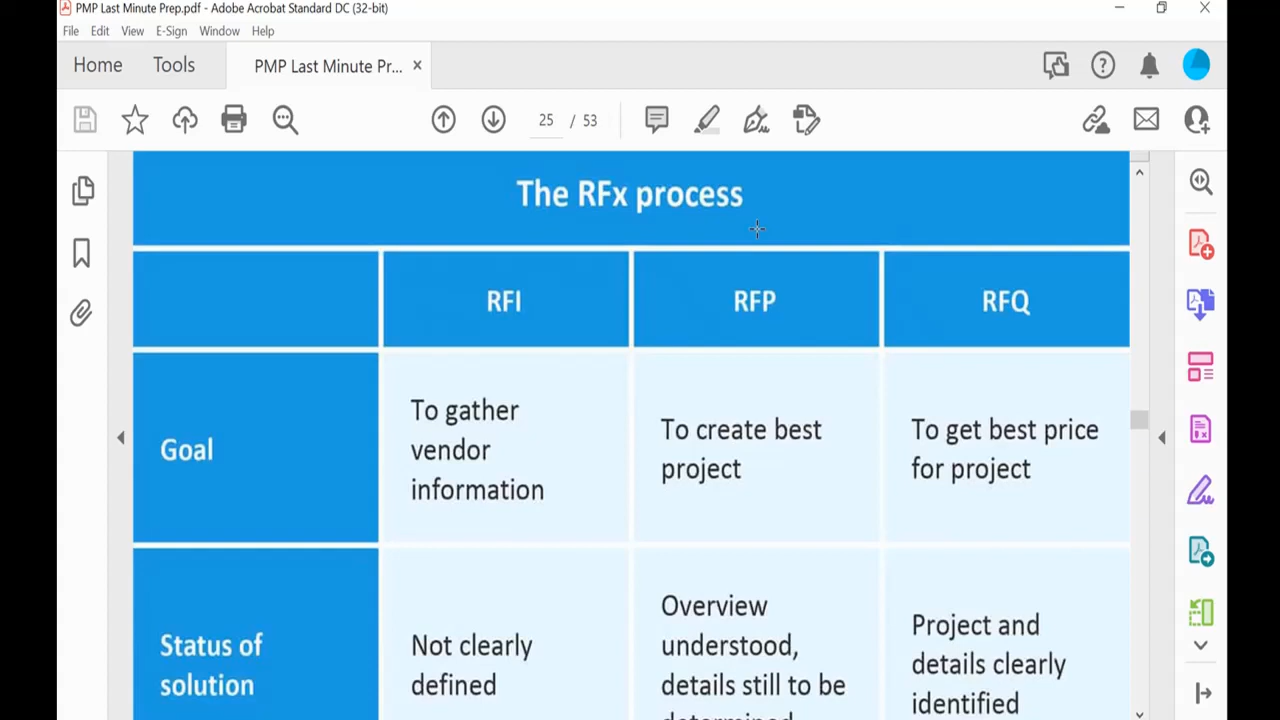 PMP Last Minute Prep.pdf - Adobe Acrobat Standard DC (32-bit)
File Edit View E-Sign Window Help
Home Tools PMP Last Minute Pr... ×
25 / 53
The RFx process
RFI RFP RFQ
Goal
To gather
vendor
information
To create best
project
To get best price
for project
Status of
solution
Not clearly
defined
Overview
understood,
details still to be
determined
Project and
details clearly
identified